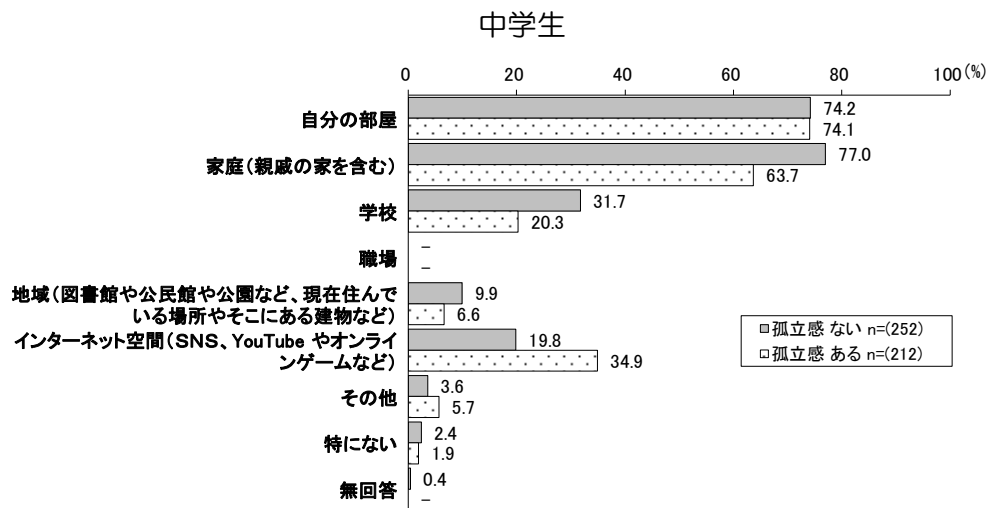 中学生
0 20 40 60 80 100(%)
自分の部屋 74.2
74.1
家庭(親戚の家を含む) 77.0
63.7
学校 31.7
20.3
職場 –
–
地域(図書館や公民館や公園など、現在住んで
いる場所やそこにある建物など) 9.9
6.6
インターネット空間(SNS、YouTube やオンライ
ンゲームなど) 19.8
34.9
その他 3.6
5.7
特にない 2.4
1.9
無回答 0.4
–
孤立感 ない n=(252)
孤立感 ある n=(212)